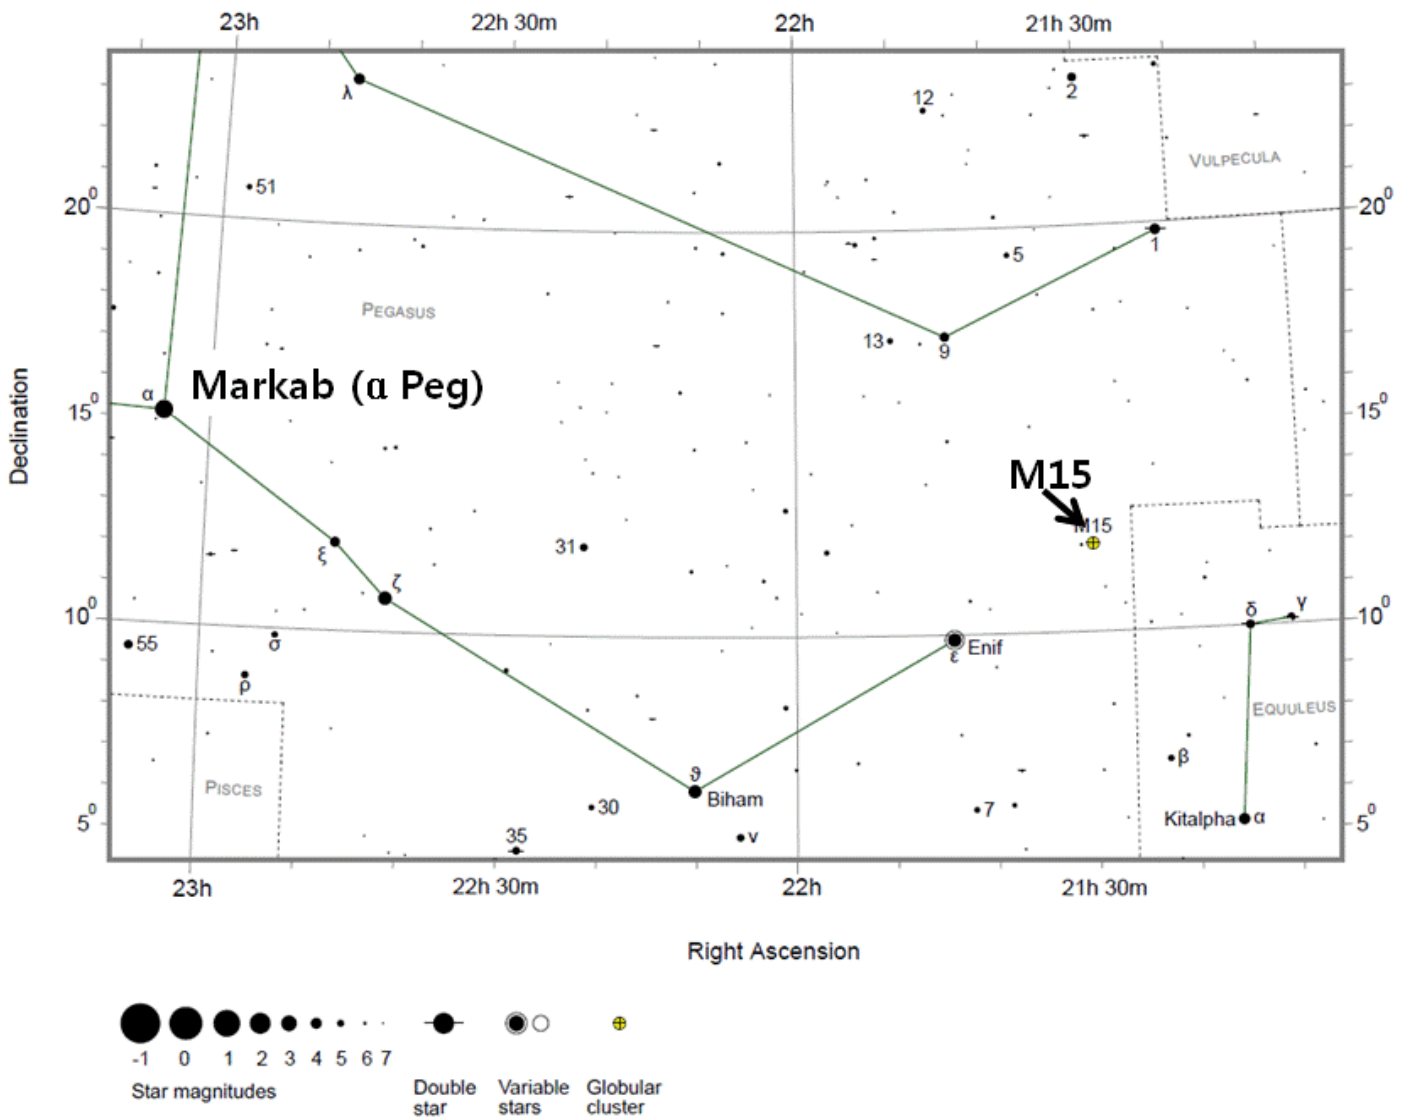 23h 22h 30m 22h 21h 30m
λ
12
2
VULPECULA
51
20⁰ 20⁰
1
5
PEGASUS
13
9
α Markab (α Peg)
15⁰ 15⁰
Declination
M15
M15
31
ξ
ζ
10⁰ 10⁰
δ γ
55
σ
ε Enif
ρ
EQUULEUS
β
PISCES
ϑ
Biham
30
7
Kitalpha α
5⁰ 5⁰
35
ν
23h 22h 30m 22h 21h 30m
Right Ascension
-1 0 1 2 3 4 5 6 7
Star magnitudes
Double
star
Variable
stars
Globular
cluster